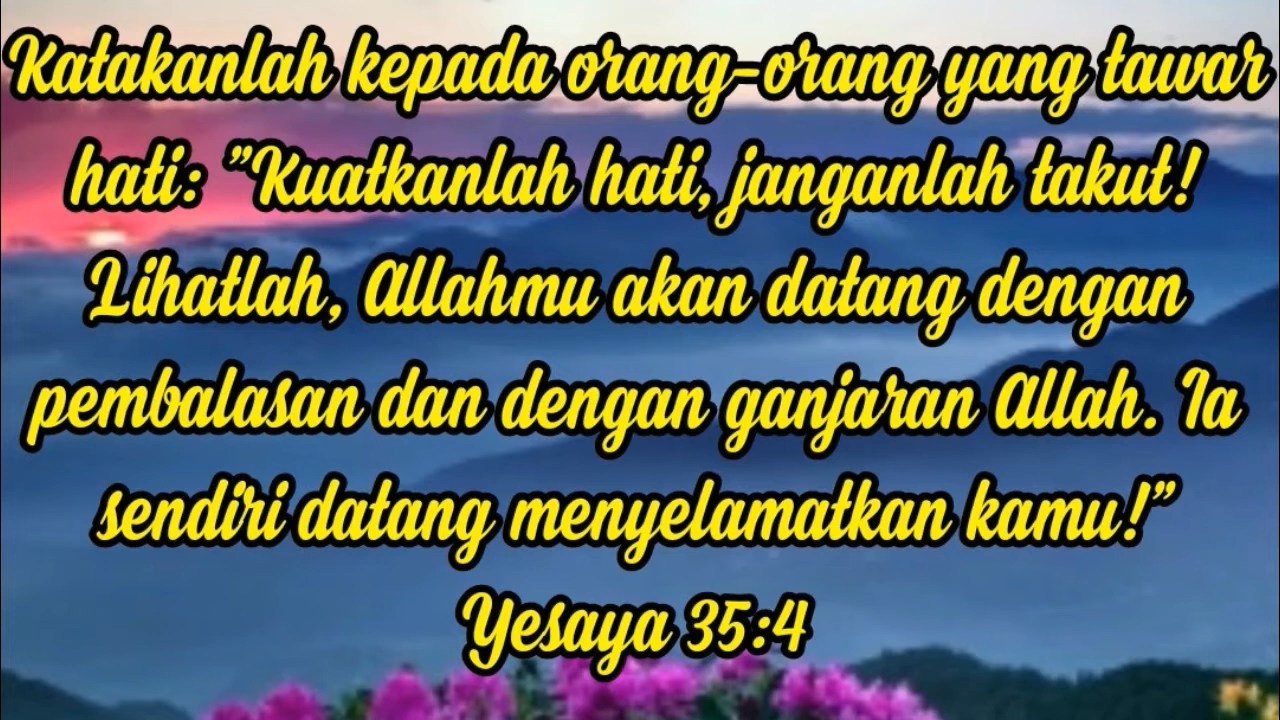 Katakanlah kepada orang-orang yang tawar
hati: "Kuatkanlah hati, janganlah takut!
Lihatlah, Allahmu akan datang dengan
pembalasan dan dengan ganjaran Allah. Ia
sendiri datang menyelamatkan kamu!"
Yesaya 35:4